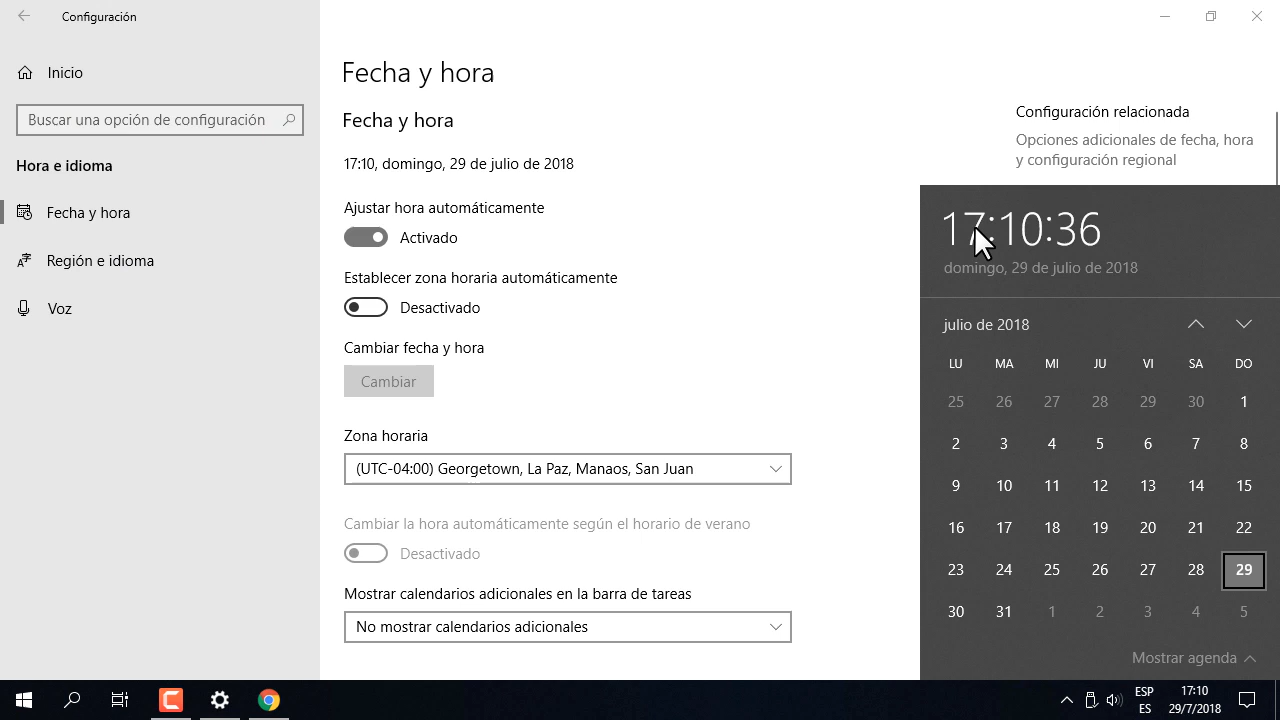 Configuración
Inicio
Buscar una opción de configuración
Hora e idioma
Fecha y hora
Región e idioma
Voz
Fecha y hora
Fecha y hora
17:10, domingo, 29 de julio de 2018
Ajustar hora automáticamente
Activado
Establecer zona horaria automáticamente
Desactivado
Cambiar fecha y hora
Cambiar
Zona horaria
(UTC-04:00) Georgetown, La Paz, Manaos, San Juan
Cambiar la hora automáticamente según el horario de verano
Desactivado
Mostrar calendarios adicionales en la barra de tareas
No mostrar calendarios adicionales
Configuración relacionada
Opciones adicionales de fecha, hora
y configuración regional
17:10:36
domingo, 29 de julio de 2018
julio de 2018
LU MA MI JU VI SA DO
25 26 27 28 29 30 1
2 3 4 5 6 7 8
9 10 11 12 13 14 15
16 17 18 19 20 21 22
23 24 25 26 27 28 29
30 31 1 2 3 4 5
Mostrar agenda
ESP
ES
17:10
29/7/2018